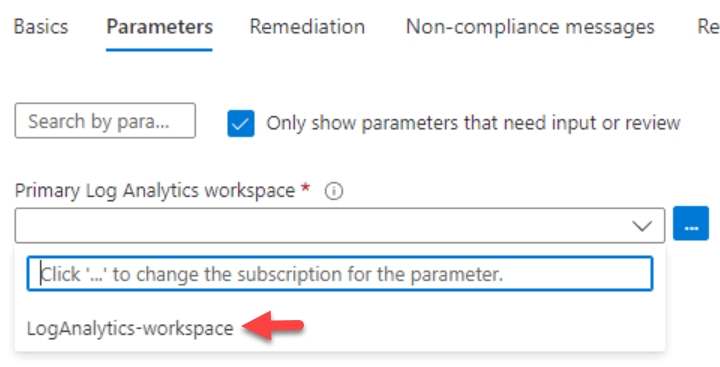 Basics Parameters Remediation Non-compliance messages Re
Search by para... Only show parameters that need input or review
Primary Log Analytics workspace *
...
Click '...' to change the subscription for the parameter.
LogAnalytics-workspace